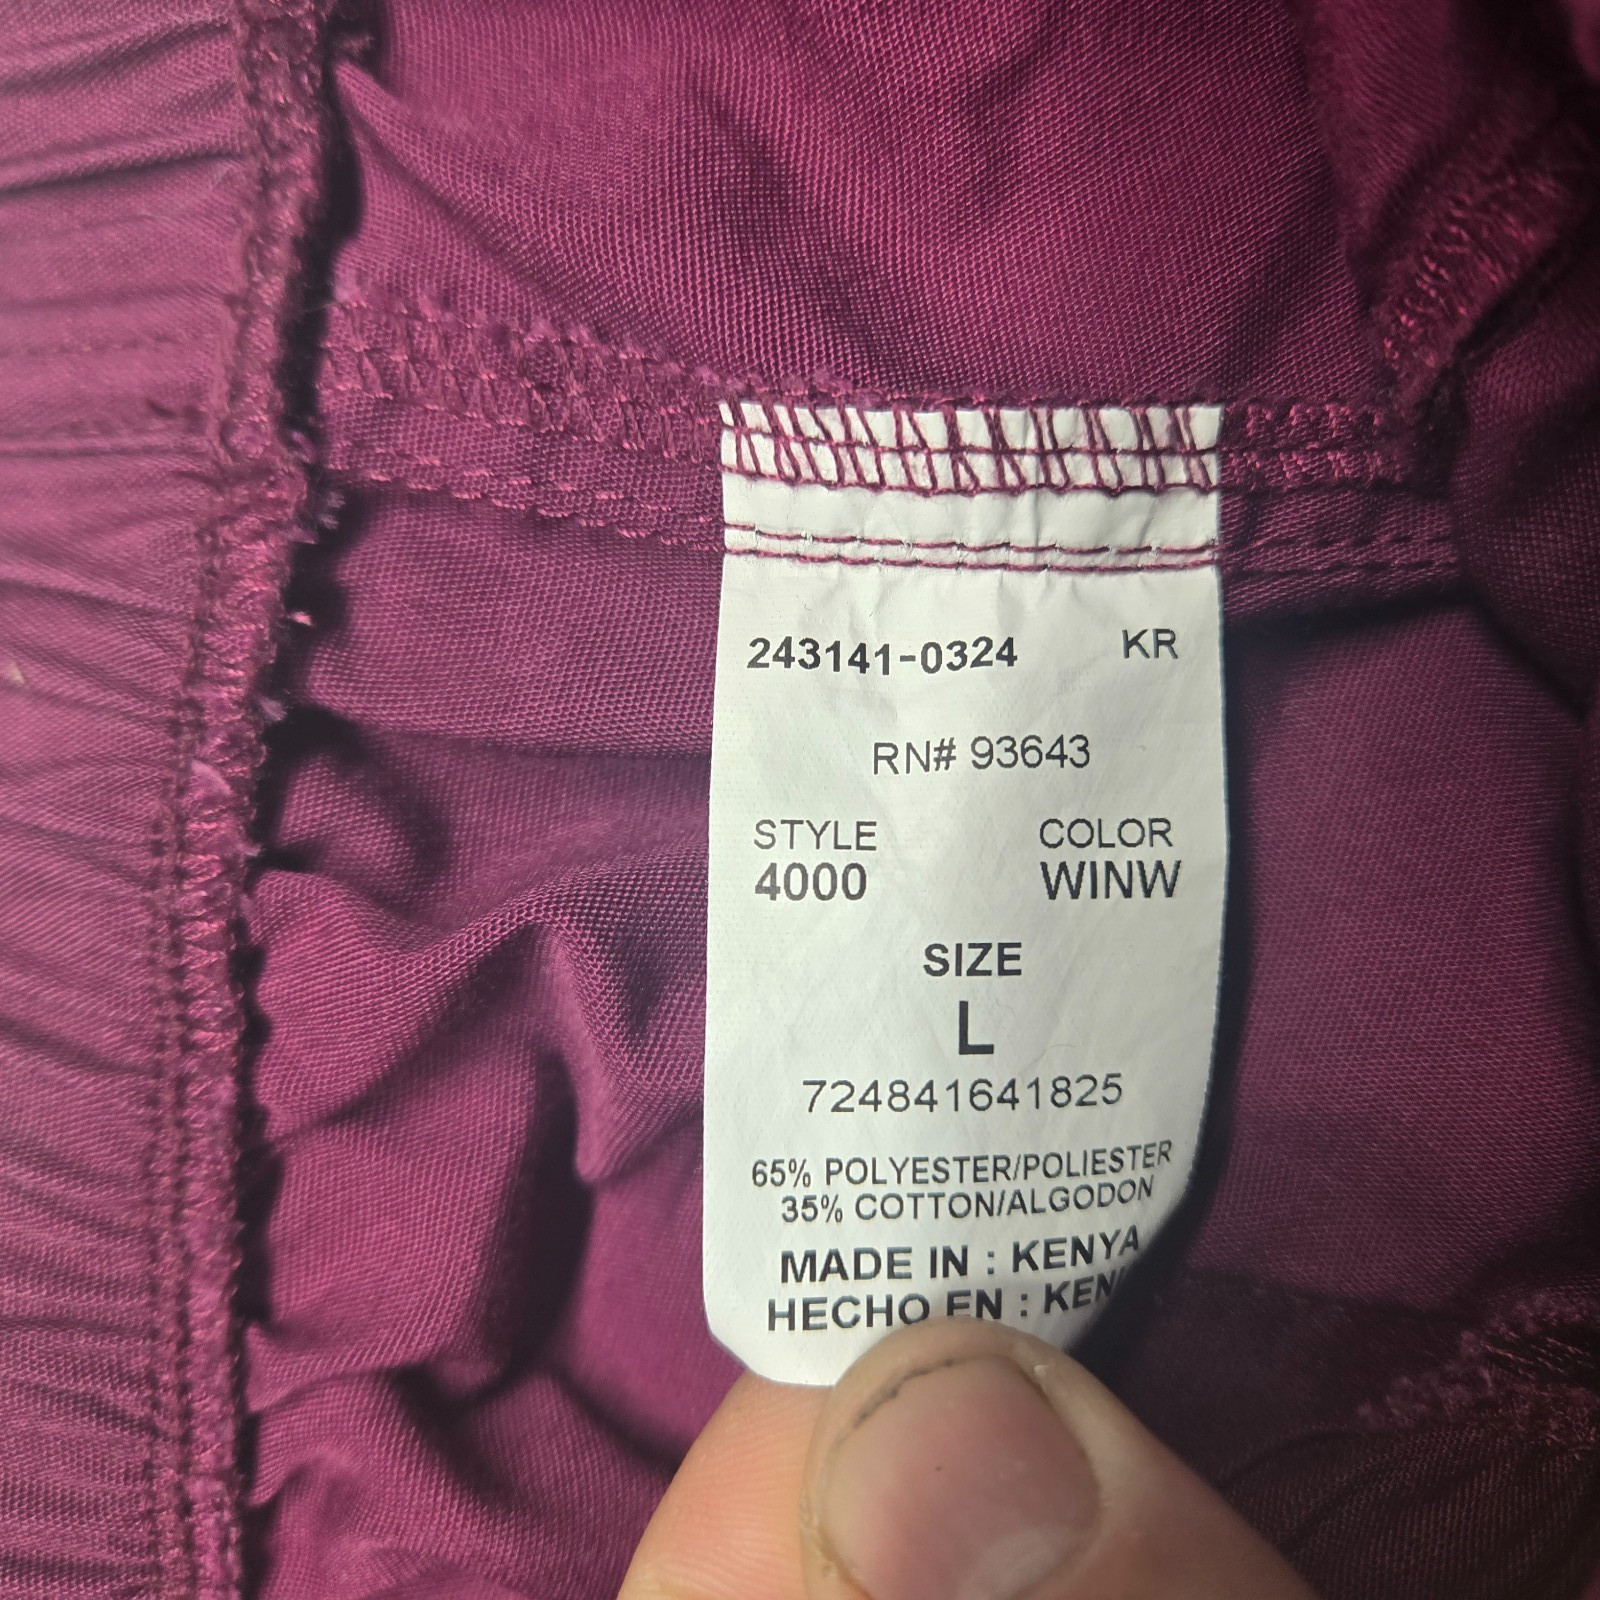 243141-0324 KR
RN# 93643
STYLE COLOR
4000 WINW
SIZE
L
724841641825
65% POLYESTER/POLIESTER
35% COTTON/ALGODON
MADE IN : KENYA
HECHO EN :